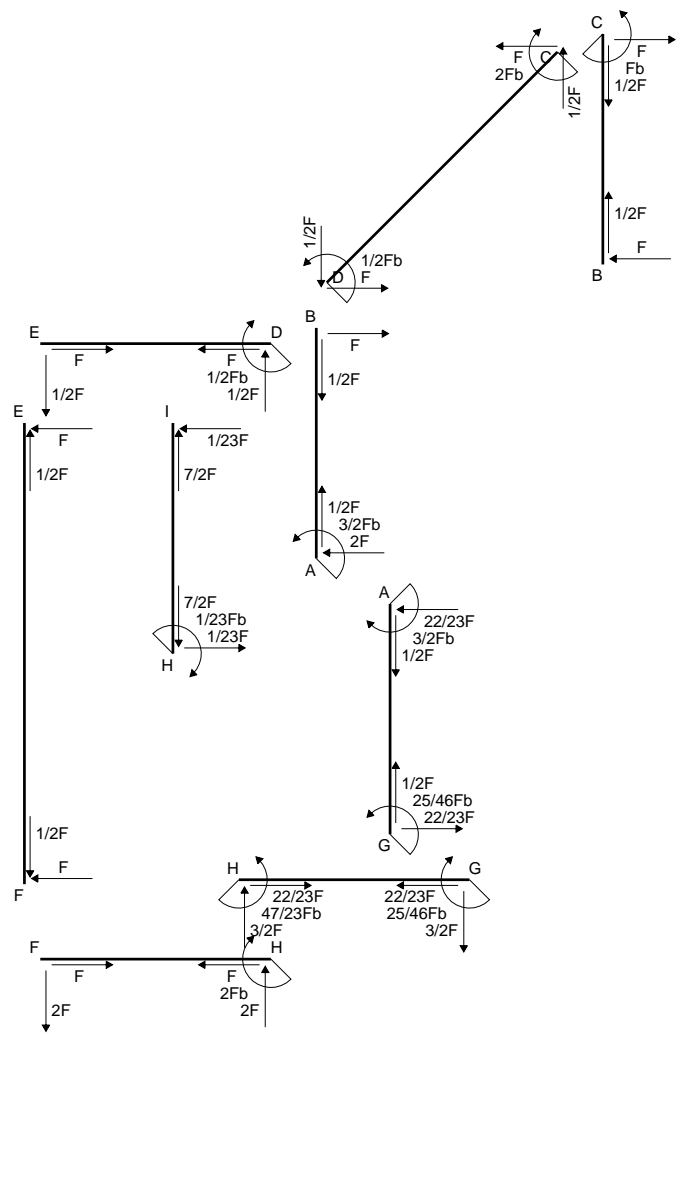 C
F
Fb
1/2F
1/2F
F
B
F
C
2Fb
1/2F
1/2F
1/2Fb
D
F
E
D
F
F
1/2Fb
1/2F
1/2F
B
F
1/2F
1/2F
3/2Fb
2F
A
E
F
1/2F
1/2F
F
F
I
1/23F
7/2F
7/2F
1/23Fb
1/23F
H
A
22/23F
3/2Fb
1/2F
1/2F
25/46Fb
22/23F
G
H
G
22/23F
22/23F
47/23Fb
25/46Fb
3/2F
3/2F
F
H
F
F
2Fb
2F
2F